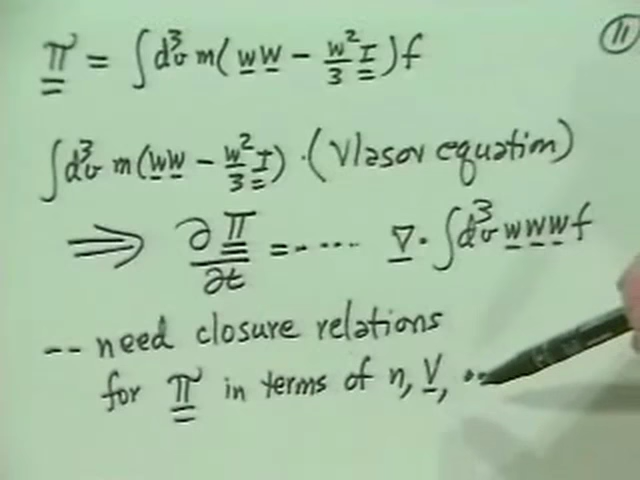 ⑪
π = ∫d³v m(ww − w²/3 I)f
∫d³v m(ww − w²/3 I) · (Vlasov equation)
⟹ ∂π/∂t = ----- ∇ · ∫d³v wwwf
-- need closure relations
for π in terms of n, V, ..